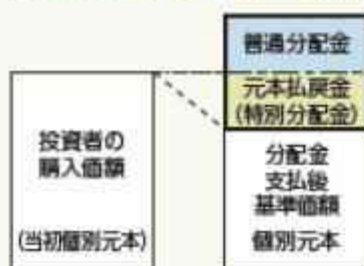 普通分配金
元本払戻金
(特別分配金)
投資者の
購入価額
(当初個別元本)
分配金
支払後
基準価額
個別元本